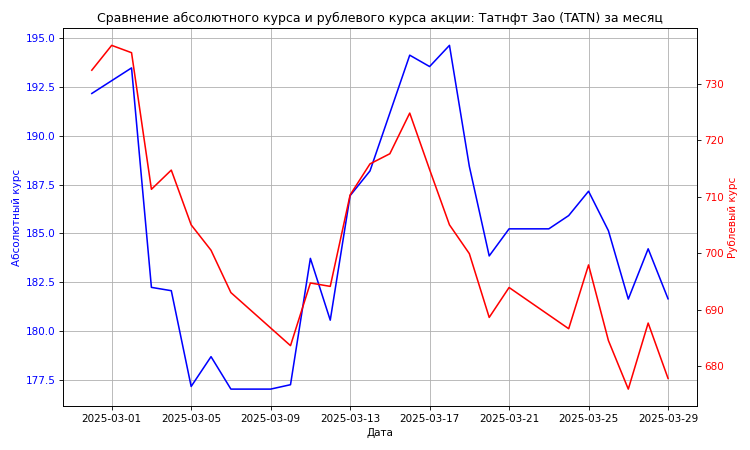 Сравнение абсолютного курса и рублевого курса акции: Татнфт 3ао (TATN) за месяц
195.0
192.5
190.0
187.5
185.0
182.5
180.0
177.5
Абсолютный курс
730
720
710
700
690
680
Рублевый курс
2025-03-01 2025-03-05 2025-03-09 2025-03-13 2025-03-17 2025-03-21 2025-03-25 2025-03-29
Дата